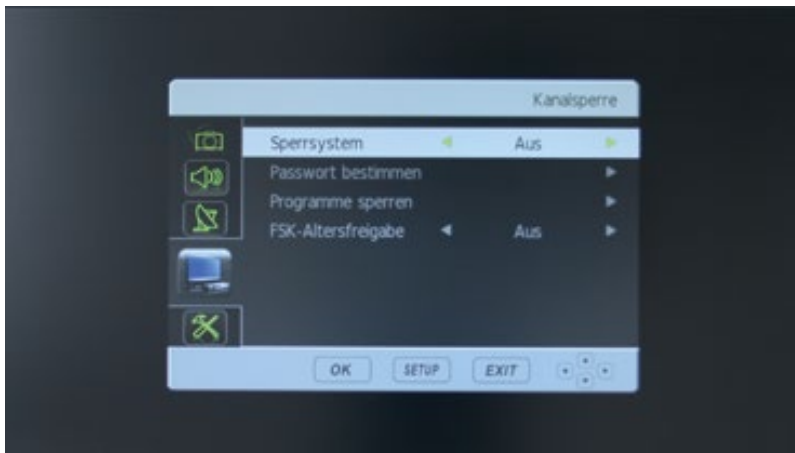 Kanalsperre
Sperrsystem Aus
Passwort bestimmen
Programme sperren
FSK-Altersfreigabe Aus
OK SETUP EXIT